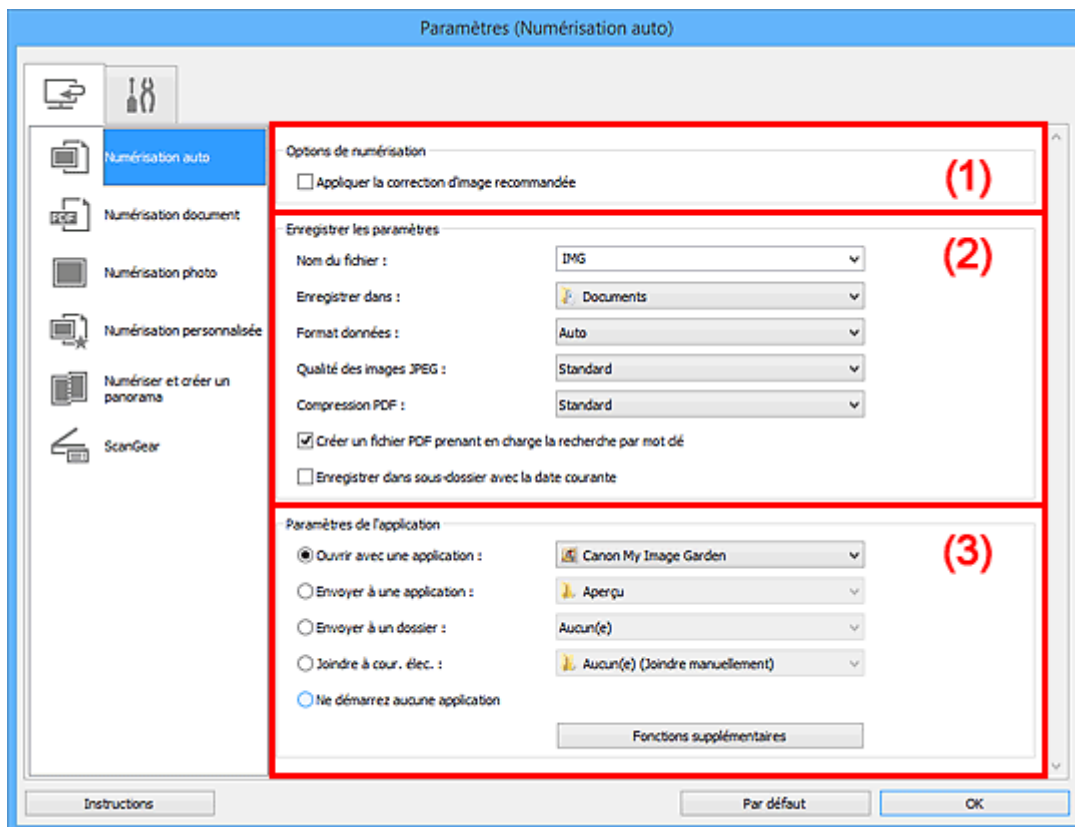 Paramètres (Numérisation auto)
Numérisation auto
PDF
Numérisation document
Numérisation photo
Numérisation personnalisée
Numériser et créer un
panorama
ScanGear
Options de numérisation
(1)
Appliquer la correction d'image recommandée
Enregistrer les paramètres
(2)
Nom du fichier : IMG
Enregistrer dans : Documents
Format données : Auto
Qualité des images JPEG : Standard
Compression PDF : Standard
Créer un fichier PDF prenant en charge la recherche par mot clé
Enregistrer dans sous-dossier avec la date courante
Paramètres de l'application
(3)
Ouvrir avec une application : Canon My Image Garden
Envoyer à une application : Aperçu
Envoyer à un dossier : Aucun(e)
Joindre à cour. élec. : Aucun(e) (Joindre manuellement)
Ne démarrez aucune application
Fonctions supplémentaires
Instructions Par défaut OK